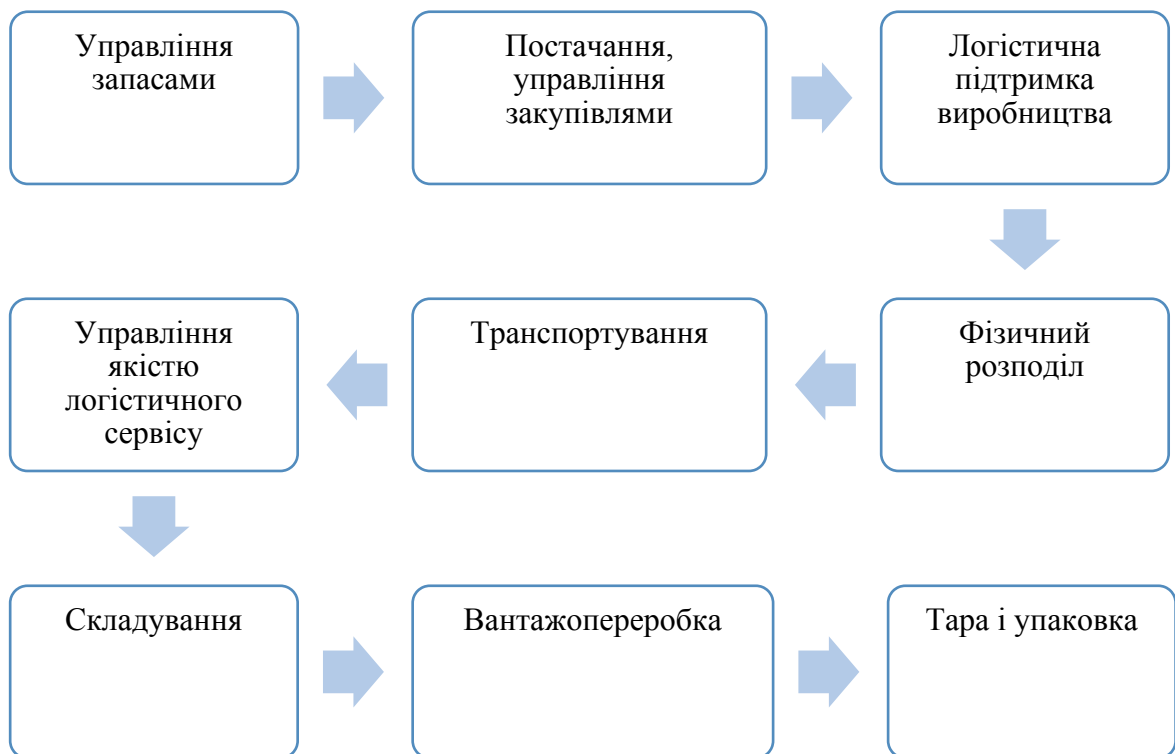 Управління
запасами
Постачання,
управління
закупівлями
Логістична
підтримка
виробництва
Фізичний
розподіл
Транспортування
Управління
якістю
логістичного
сервісу
Складування
Вантажопереробка
Тара і упаковка